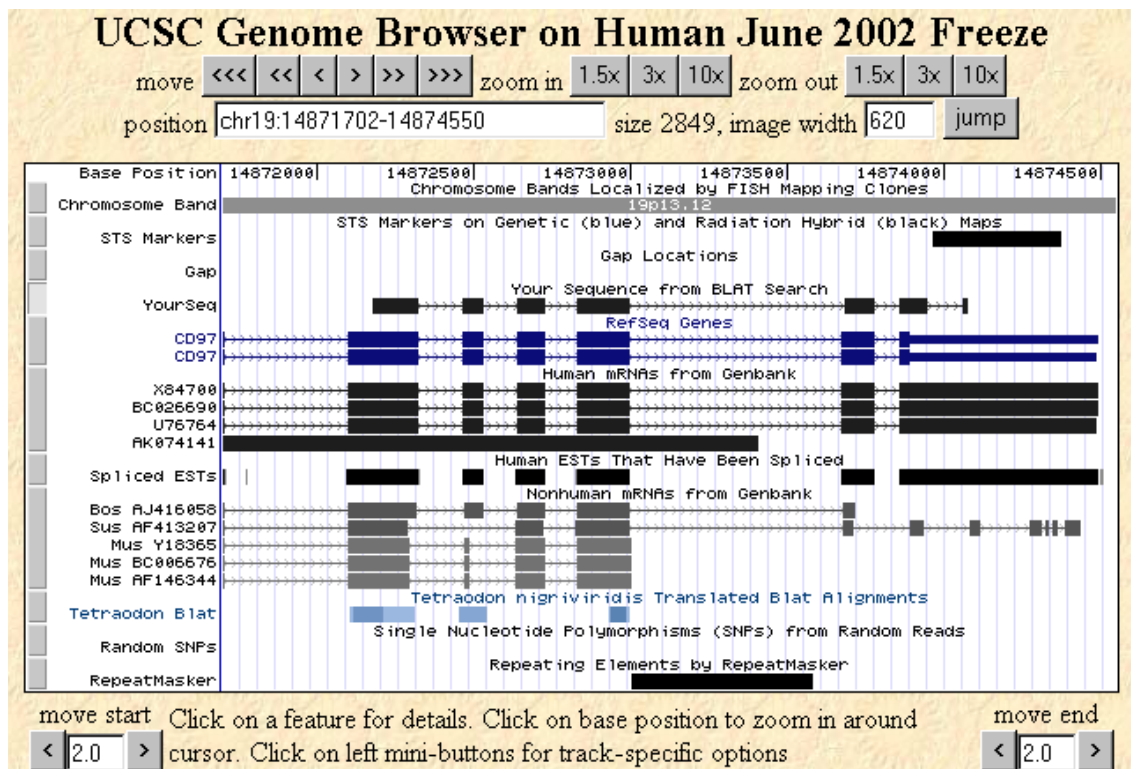 UCSC Genome Browser on Human June 2002 Freeze
move <<< << < > >> >>> zoom in 1.5x 3x 10x zoom out 1.5x 3x 10x
position chr19:14871702-14874550 size 2849, image width 620 jump
Base Position 14872000| 14872500| 14873000| 14873500| 14874000| 14874500|
Chromosome Bands Localized by FISH Mapping Clones
Chromosome Band 19p13.12
STS Markers on Genetic (blue) and Radiation Hybrid (black) Maps
STS Markers
Gap Locations
Gap
Your Sequence from BLAT Search
YourSeq
RefSeq Genes
CD97
CD97
Human mRNAs from Genbank
X84700
BC026690
U76764
AK074141
Human ESTs That Have Been Spliced
Spliced ESTs
Nonhuman mRNAs from Genbank
Bos AJ416058
Sus AF413207
Mus Y18365
Mus BC006676
Mus AF146344
Tetraodon nigriviridis Translated Blat Alignments
Tetraodon Blat
Single Nucleotide Polymorphisms (SNPs) from Random Reads
Random SNPs
Repeating Elements by RepeatMasker
RepeatMasker
move start Click on a feature for details. Click on base position to zoom in around move end
< 2.0 > cursor. Click on left mini-buttons for track-specific options < 2.0 >